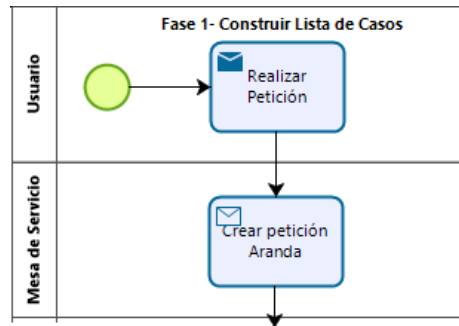 Fase 1- Construir Lista de Casos
Usuario
Realizar
Petición
Mesa de Servicio
Crear petición
Aranda